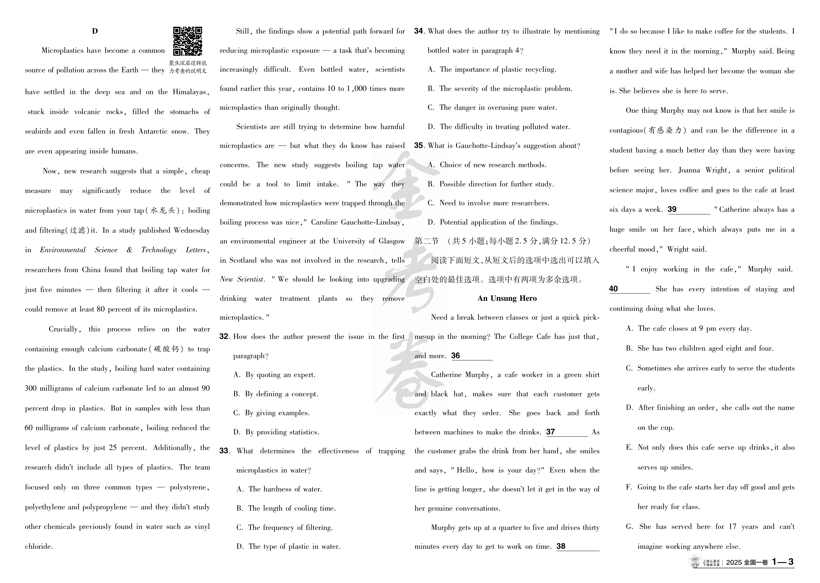 D
Microplastics have become a common
source of pollution across the Earth — they
have settled in the deep sea and on the Himalayas,
stuck inside volcanic rocks, filled the stomachs of
seabirds and even fallen in fresh Antarctic snow. They
are even appearing inside humans.
Now, new research suggests that a simple, cheap
measure may significantly reduce the level of
microplastics in water from your tap(水龙头): boiling
and filtering(过滤)it. In a study published Wednesday
in Environmental Science & Technology Letters,
researchers from China found that boiling tap water for
just five minutes — then filtering it after it cools —
could remove at least 80 percent of its microplastics.
Crucially, this process relies on the water
containing enough calcium carbonate(碳酸钙) to trap
the plastics. In the study, boiling hard water containing
300 milligrams of calcium carbonate led to an almost 90
percent drop in plastics. But in samples with less than
60 milligrams of calcium carbonate, boiling reduced the
level of plastics by just 25 percent. Additionally, the
research didn't include all types of plastics. The team
focused only on three common types — polystyrene,
polyethylene and polypropylene — and they didn't study
other chemicals previously found in water such as vinyl
chloride.
Still, the findings show a potential path forward for
reducing microplastic exposure — a task that's becoming
increasingly difficult. Even bottled water, scientists
found earlier this year, contains 10 to 1,000 times more
microplastics than originally thought.
Scientists are still trying to determine how harmful
microplastics are — but what they do know has raised
concerns. The new study suggests boiling tap water
could be a tool to limit intake. "The way they
demonstrated how microplastics were trapped through the
boiling process was nice," Caroline Gauchotte-Lindsay,
an environmental engineer at the University of Glasgow
in Scotland who was not involved in the research, tells
New Scientist. "We should be looking into upgrading
drinking water treatment plants so they remove
microplastics."
32. How does the author present the issue in the first
paragraph?
A. By quoting an expert.
B. By defining a concept.
C. By giving examples.
D. By providing statistics.
33. What determines the effectiveness of trapping
microplastics in water?
A. The hardness of water.
B. The length of cooling time.
C. The frequency of filtering.
D. The type of plastic in water.
34. What does the author try to illustrate by mentioning
bottled water in paragraph 4?
A. The importance of plastic recycling.
B. The severity of the microplastic problem.
C. The danger in overusing pure water.
D. The difficulty in treating polluted water.
35. What is Gauchotte-Lindsay's suggestion about?
A. Choice of new research methods.
B. Possible direction for further study.
C. Need to involve more researchers.
D. Potential application of the findings.
第二节 (共5小题;每小题2.5分,满分12.5分)
阅读下面短文,从短文后的选项中选出可以填入
空白处的最佳选项。选项中有两项为多余选项。
An Unsung Hero
Need a break between classes or just a quick pick-
me-up in the morning? The College Cafe has just that,
and more. 36
Catherine Murphy, a cafe worker in a green shirt
and black hat, makes sure that each customer gets
exactly what they order. She goes back and forth
between machines to make the drinks. 37 As
the customer grabs the drink from her hand, she smiles
and says, "Hello, how is your day?" Even when the
line is getting longer, she doesn't let it get in the way of
her genuine conversations.
Murphy gets up at a quarter to five and drives thirty
minutes every day to get to work on time. 38
"I do so because I like to make coffee for the students. I
know they need it in the morning," Murphy said. Being
a mother and wife has helped her become the woman she
is. She believes she is here to serve.
One thing Murphy may not know is that her smile is
contagious(有感染力) and can be the difference in a
student having a much better day than they were having
before seeing her. Joanna Wright, a senior political
science major, loves coffee and goes to the cafe at least
six days a week. 39 "Catherine always has a
huge smile on her face, which always puts me in a
cheerful mood," Wright said.
"I enjoy working in the cafe," Murphy said.
40 She has every intention of staying and
continuing doing what she loves.
A. The cafe closes at 9 pm every day.
B. She has two children aged eight and four.
C. Sometimes she arrives early to serve the students
early.
D. After finishing an order, she calls out the name
on the cup.
E. Not only does this cafe serve up drinks, it also
serves up smiles.
F. Going to the cafe starts her day off good and gets
her ready for class.
G. She has served here for 17 years and can't
imagine working anywhere else.
2025 全国一卷 1—3
金考卷